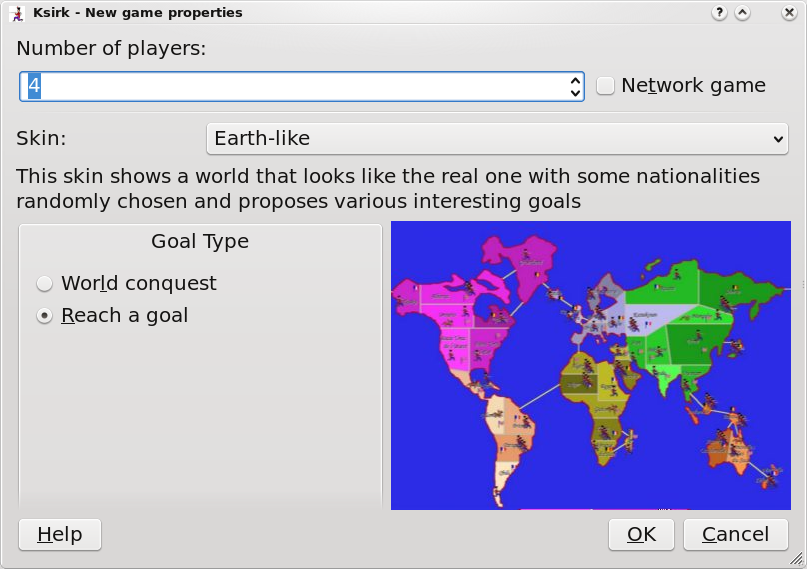 Ksirk - New game properties
Number of players:
4
Network game
Skin:
Earth-like
This skin shows a world that looks like the real one with some nationalities
randomly chosen and proposes various interesting goals
Goal Type
World conquest
Reach a goal
Help
OK
Cancel